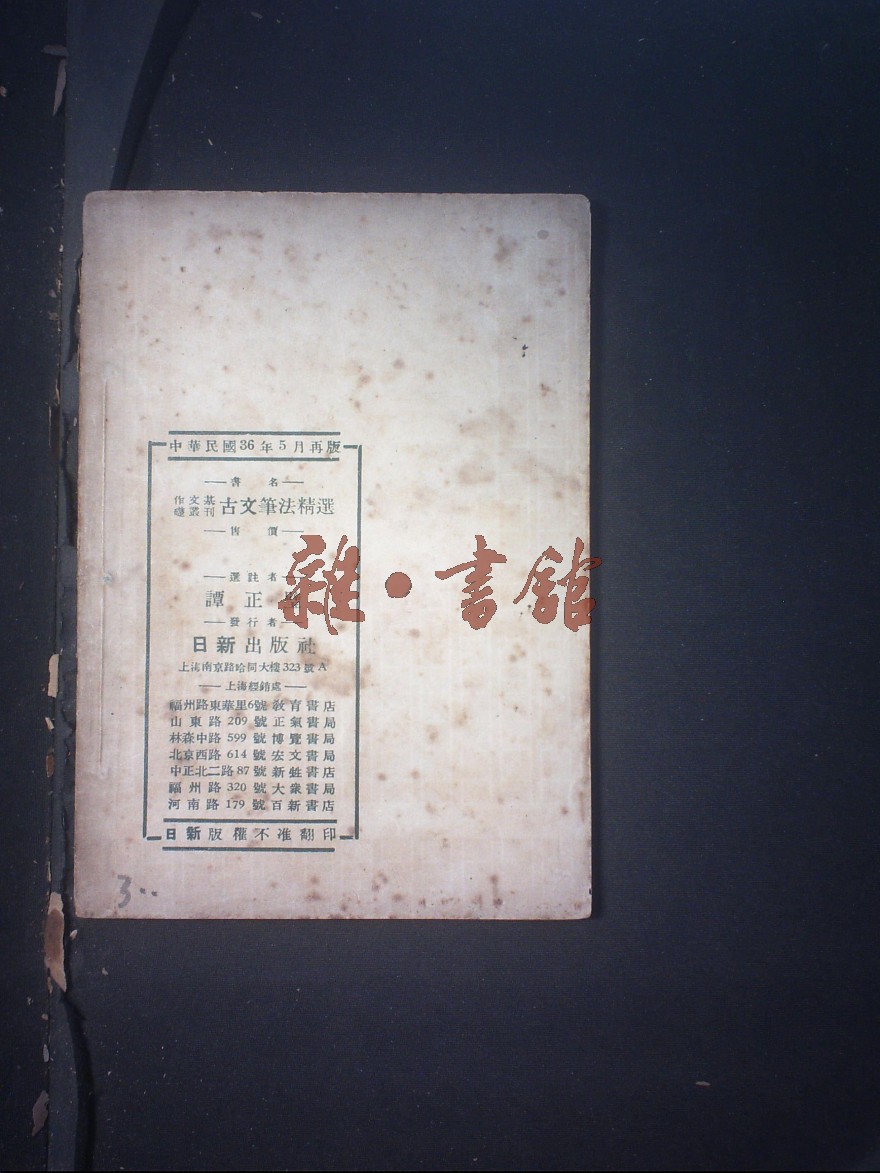 中華民國36年5月再版
書名
作文基
礎叢刊 古文筆法精選
售價
選註者
譚正
發行者
日新出版社
上海南京路哈同大樓323號A
上海經銷處
福州路東華里6號教育書店
山東路209號正氣書局
林森中路599號博覽書局
北京西路614號宏文書局
中正北二路87號新甡書店
福州路320號大衆書局
河南路179號百新書店
日新版權不准翻印
雜·書館
3